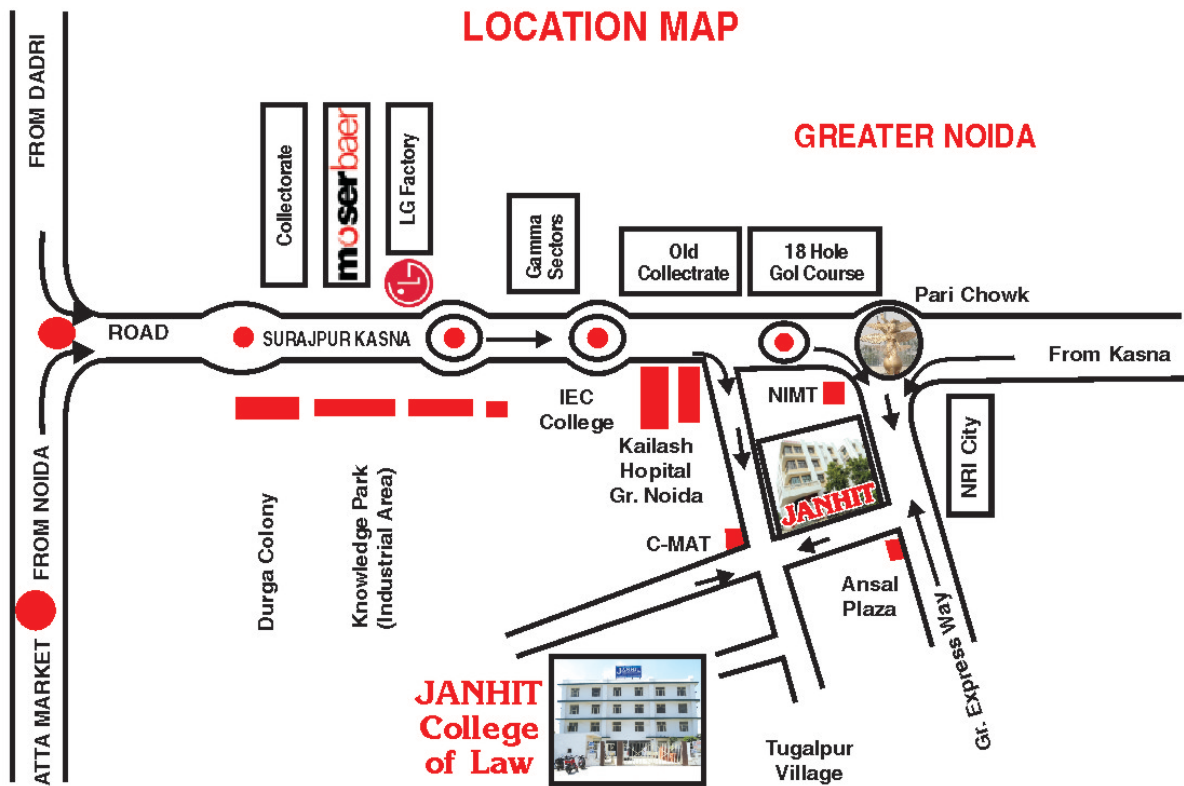 LOCATION MAP
GREATER NOIDA
FROM DADRI
Collectorate
moserbaer
LG Factory
LG
Gamma
Sectors
Old
Collectrate
18 Hole
Gol Course
Pari Chowk
ROAD
SURAJPUR KASNA
From Kasna
FROM NOIDA
ATTA MARKET
Durga Colony
Knowledge Park
(Industrial Area)
IEC
College
Kailash
Hopital
Gr. Noida
NIMT
JANHIT
NRI City
C-MAT
Ansal
Plaza
Gr. Express Way
JANHIT
College
of Law
Tugalpur
Village